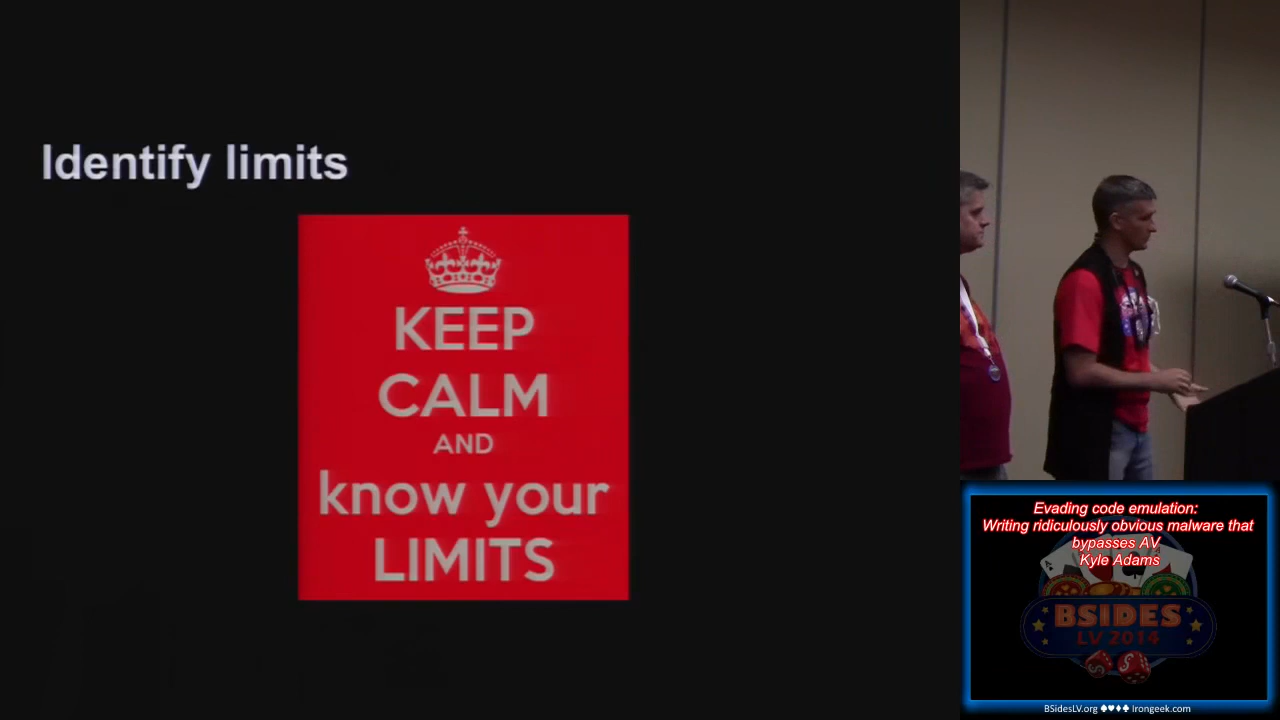 Identify limits
KEEP
CALM
AND
know your
LIMITS
Evading code emulation:
Writing ridiculously obvious malware that
bypasses AV
Kyle Adams
BSIDES
LV 2014
BSidesLV.org ♠♥♦♣ Irongeek.com